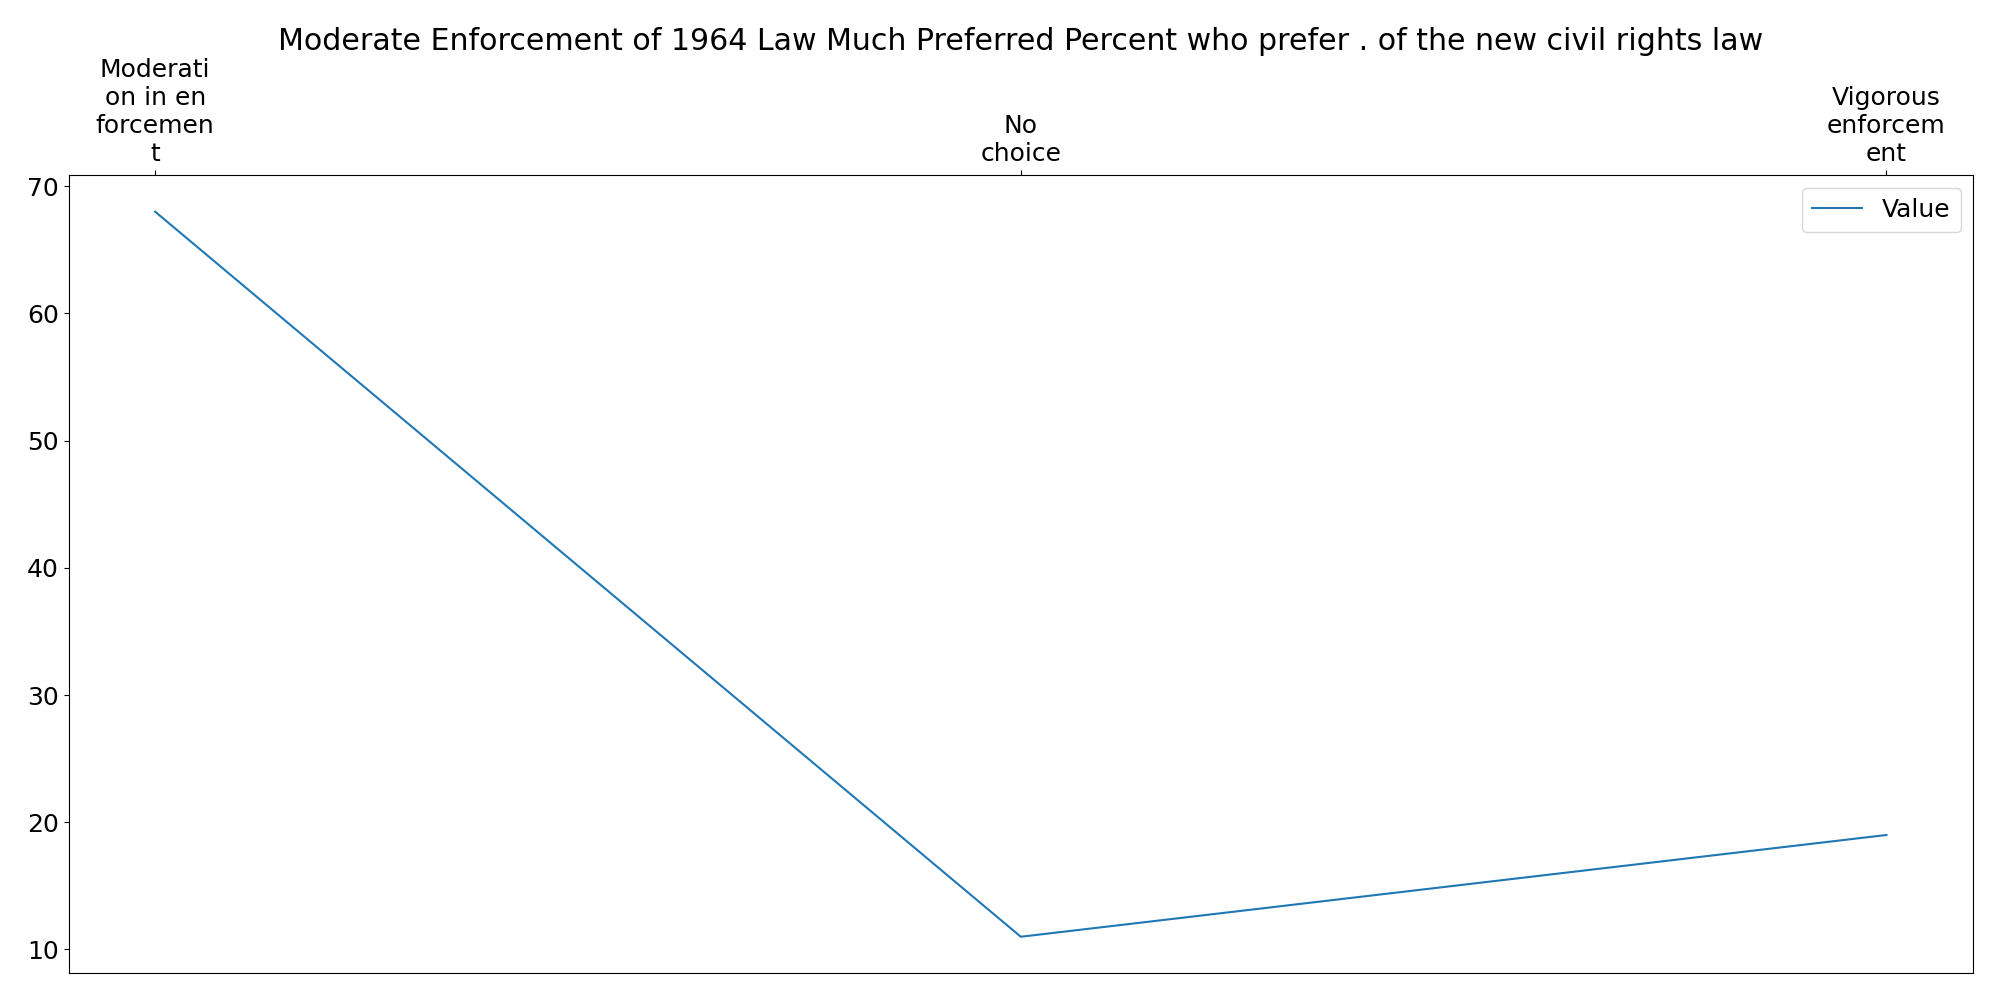 Moderate Enforcement of 1964 Law Much Preferred Percent who prefer . of the new civil rights law
Moderati
on in en
forcemen
t
No
choice
Vigorous
enforcem
ent
70
60
50
40
30
20
10
Value